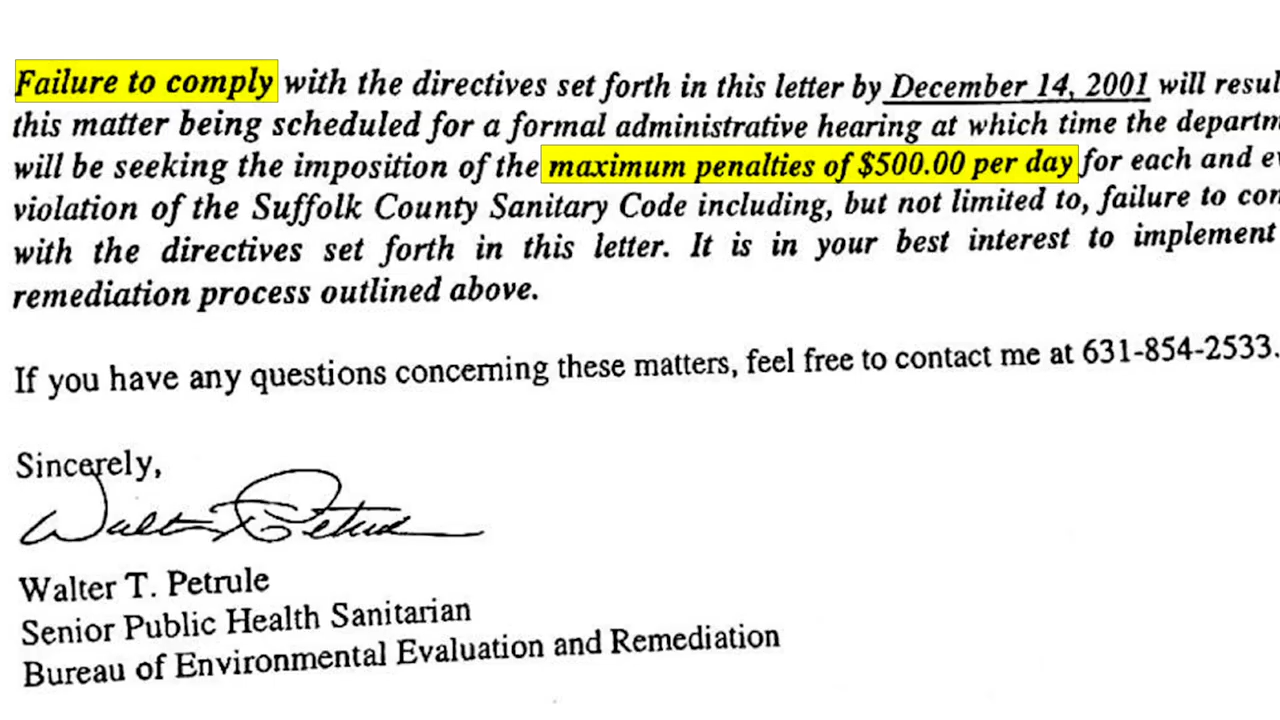 Failure to comply with the directives set forth in this letter by December 14, 2001 will resul
this matter being scheduled for a formal administrative hearing at which time the departm
will be seeking the imposition of the maximum penalties of $500.00 per day for each and ev
violation of the Suffolk County Sanitary Code including, but not limited to, failure to com
with the directives set forth in this letter. It is in your best interest to implement
remediation process outlined above.
If you have any questions concerning these matters, feel free to contact me at 631-854-2533.
Sincerely,
Walter T. Petrule
Walter T. Petrule
Senior Public Health Sanitarian
Bureau of Environmental Evaluation and Remediation